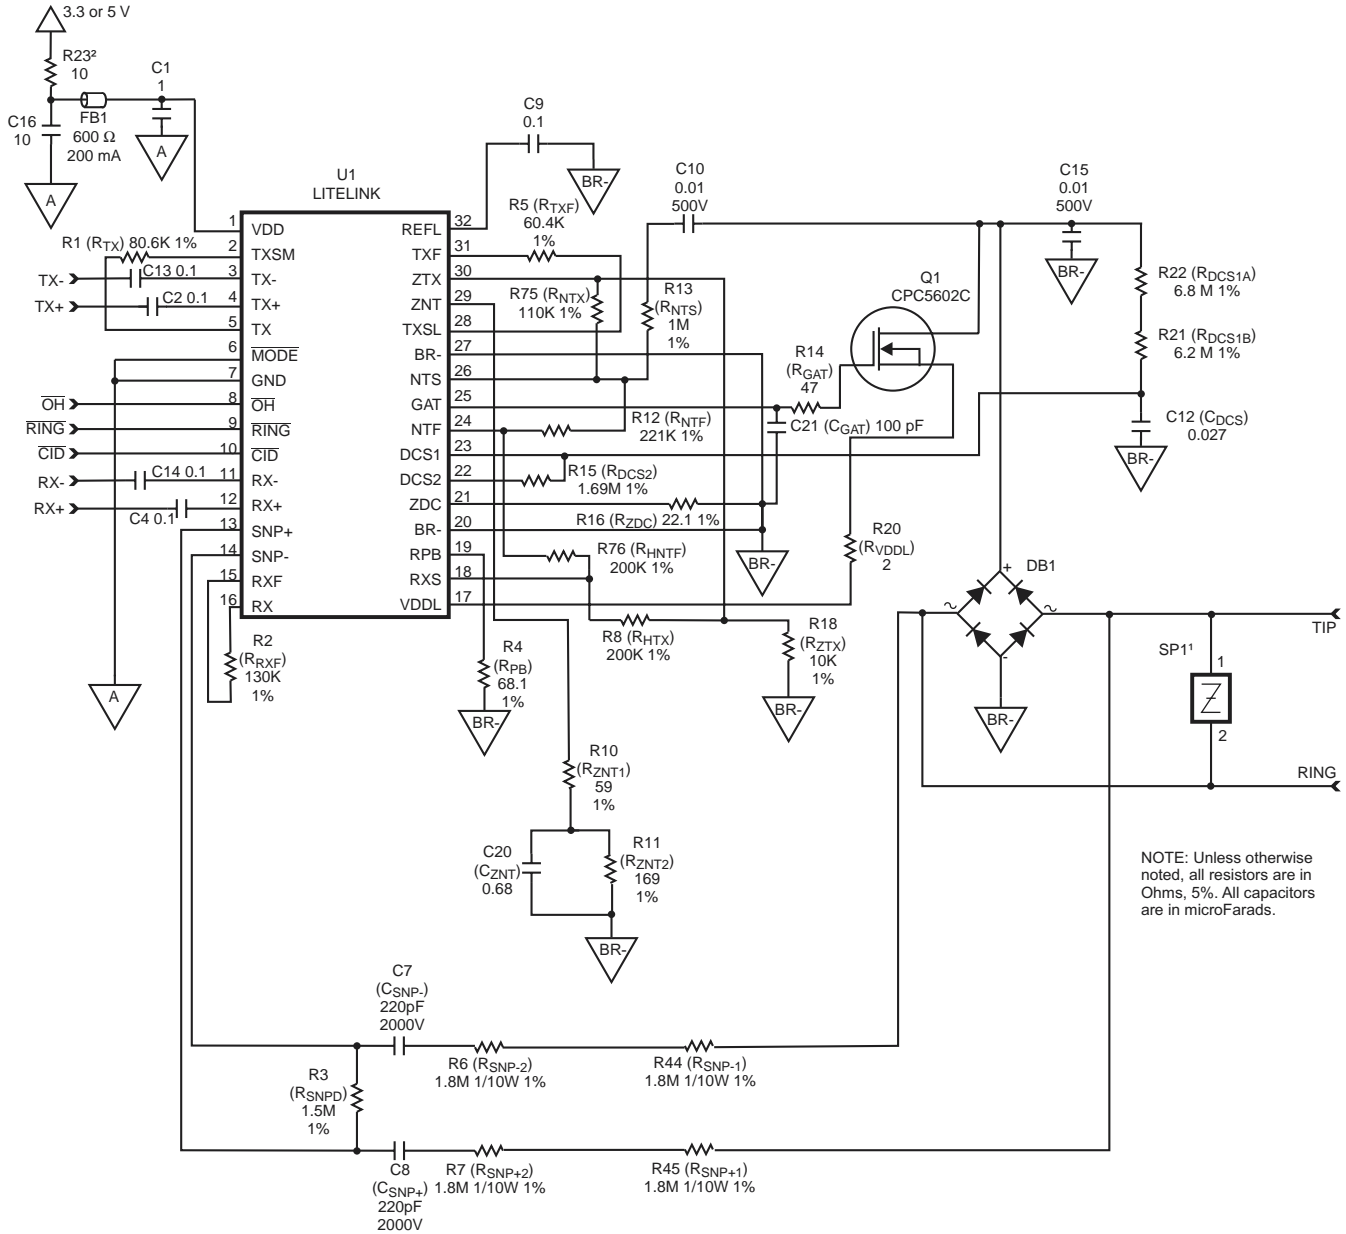 3.3 or 5 V
R23²
10
C1
1
C16
10
FB1
600 Ω
200 mA
A
A
C9
0.1
BR-
U1
LITELINK
C10
0.01
500V
C15
0.01
500V
BR-
R5 (RTXF)
60.4K
1%
1 VDD
2 TXSM
3 TX-
4 TX+
5 TX
6 MODE
7 GND
8 OH
9 RING
10 CID
11 RX-
12 RX+
13 SNP+
14 SNP-
15 RXF
16 RX
REFL 32
TXF 31
ZTX 30
ZNT 29
TXSL 28
BR- 27
NTS 26
GAT 25
NTF 24
DCS1 23
DCS2 22
ZDC 21
BR- 20
RPB 19
RXS 18
VDDL 17
R1 (RTX) 80.6K 1%
TX-
C13 0.1
TX+
C2 0.1
OH
RING
CID
RX-
C14 0.1
RX+
C4 0.1
R75 (RNTX)
110K 1%
R13
(RNTS)
1M
1%
Q1
CPC5602C
R22 (RDCS1A)
6.8 M 1%
R21 (RDCS1B)
6.2 M 1%
R14
(RGAT)
47
R12 (RNTF)
221K 1%
C21 (CGAT) 100 pF
C12 (CDCS)
0.027
BR-
R15 (RDCS2)
1.69M 1%
R16 (RZDC) 22.1 1%
R20
(RVDDL)
2
R76 (RHNTF)
200K 1%
BR-
DB1
+
~
~
-
TIP
R2
(RRXF)
130K
1%
R4
(RPB)
68.1
1%
R8 (RHTX)
200K 1%
R18
(RZTX)
10K
1%
SP1¹
1
2
A
BR-
BR-
BR-
R10
(RZNT1)
59
1%
RING
C20
(CZNT)
0.68
R11
(RZNT2)
169
1%
BR-
NOTE: Unless otherwise
noted, all resistors are in
Ohms, 5%. All capacitors
are in microFarads.
C7
(CSNP-)
220pF
2000V
R6 (RSNP-2)
1.8M 1/10W 1%
R44 (RSNP-1)
1.8M 1/10W 1%
R3
(RSNPD)
1.5M
1%
C8
(CSNP+)
220pF
2000V
R7 (RSNP+2)
1.8M 1/10W 1%
R45 (RSNP+1)
1.8M 1/10W 1%